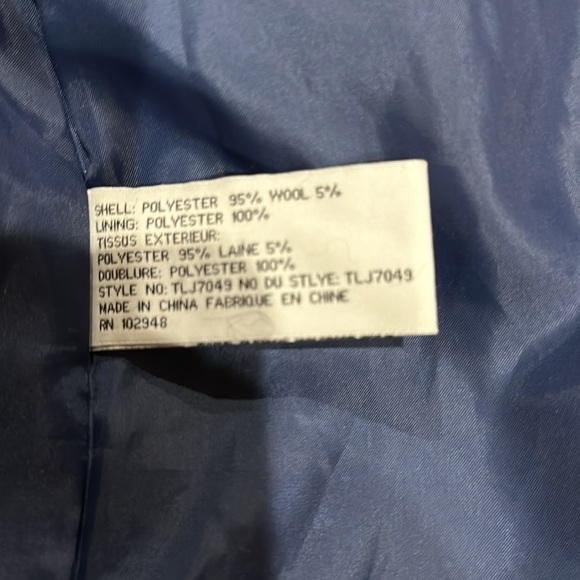 SHELL: POLYESTER 95% WOOL 5%
LINING: POLYESTER 100%
TISSUS EXTERIEUR:
POLYESTER 95% LAINE 5%
DOUBLURE: POLYESTER 100%
STYLE NO: TLJ7049 NO DU STLYE: TLJ7049
MADE IN CHINA FABRIQUE EN CHINE
RN 102948